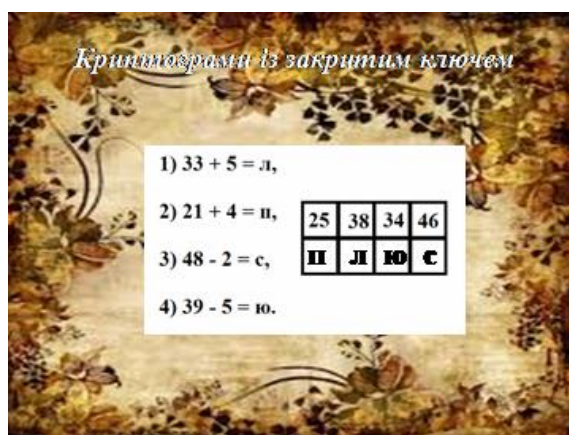 Криптограми із закритим ключем
1) 33 + 5 = л,
2) 21 + 4 = п,
3) 48 - 2 = с,
4) 39 - 5 = ю.
25 38 34 46
П Л Ю С